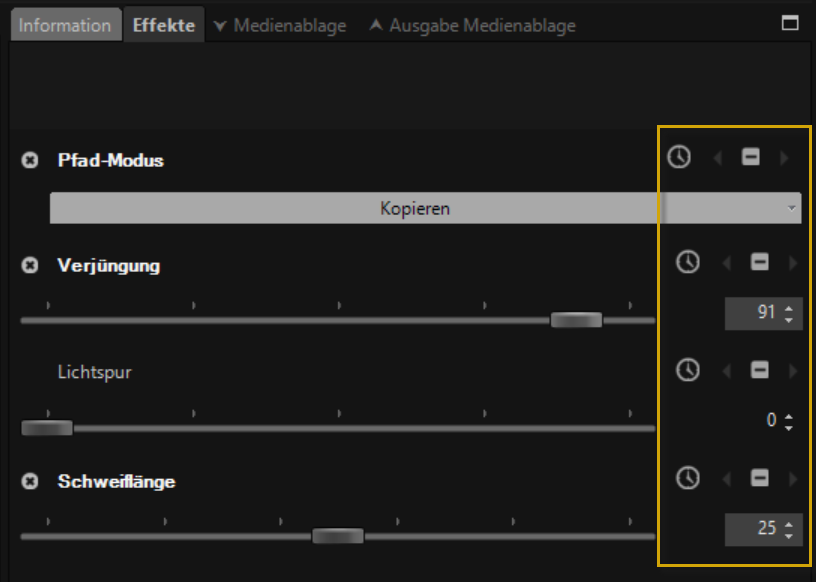 Information Effekte Medienablage Ausgabe Medienablage
Pfad-Modus
Kopieren
Verjüngung
91
Lichtspur
0
Schweiflänge
25